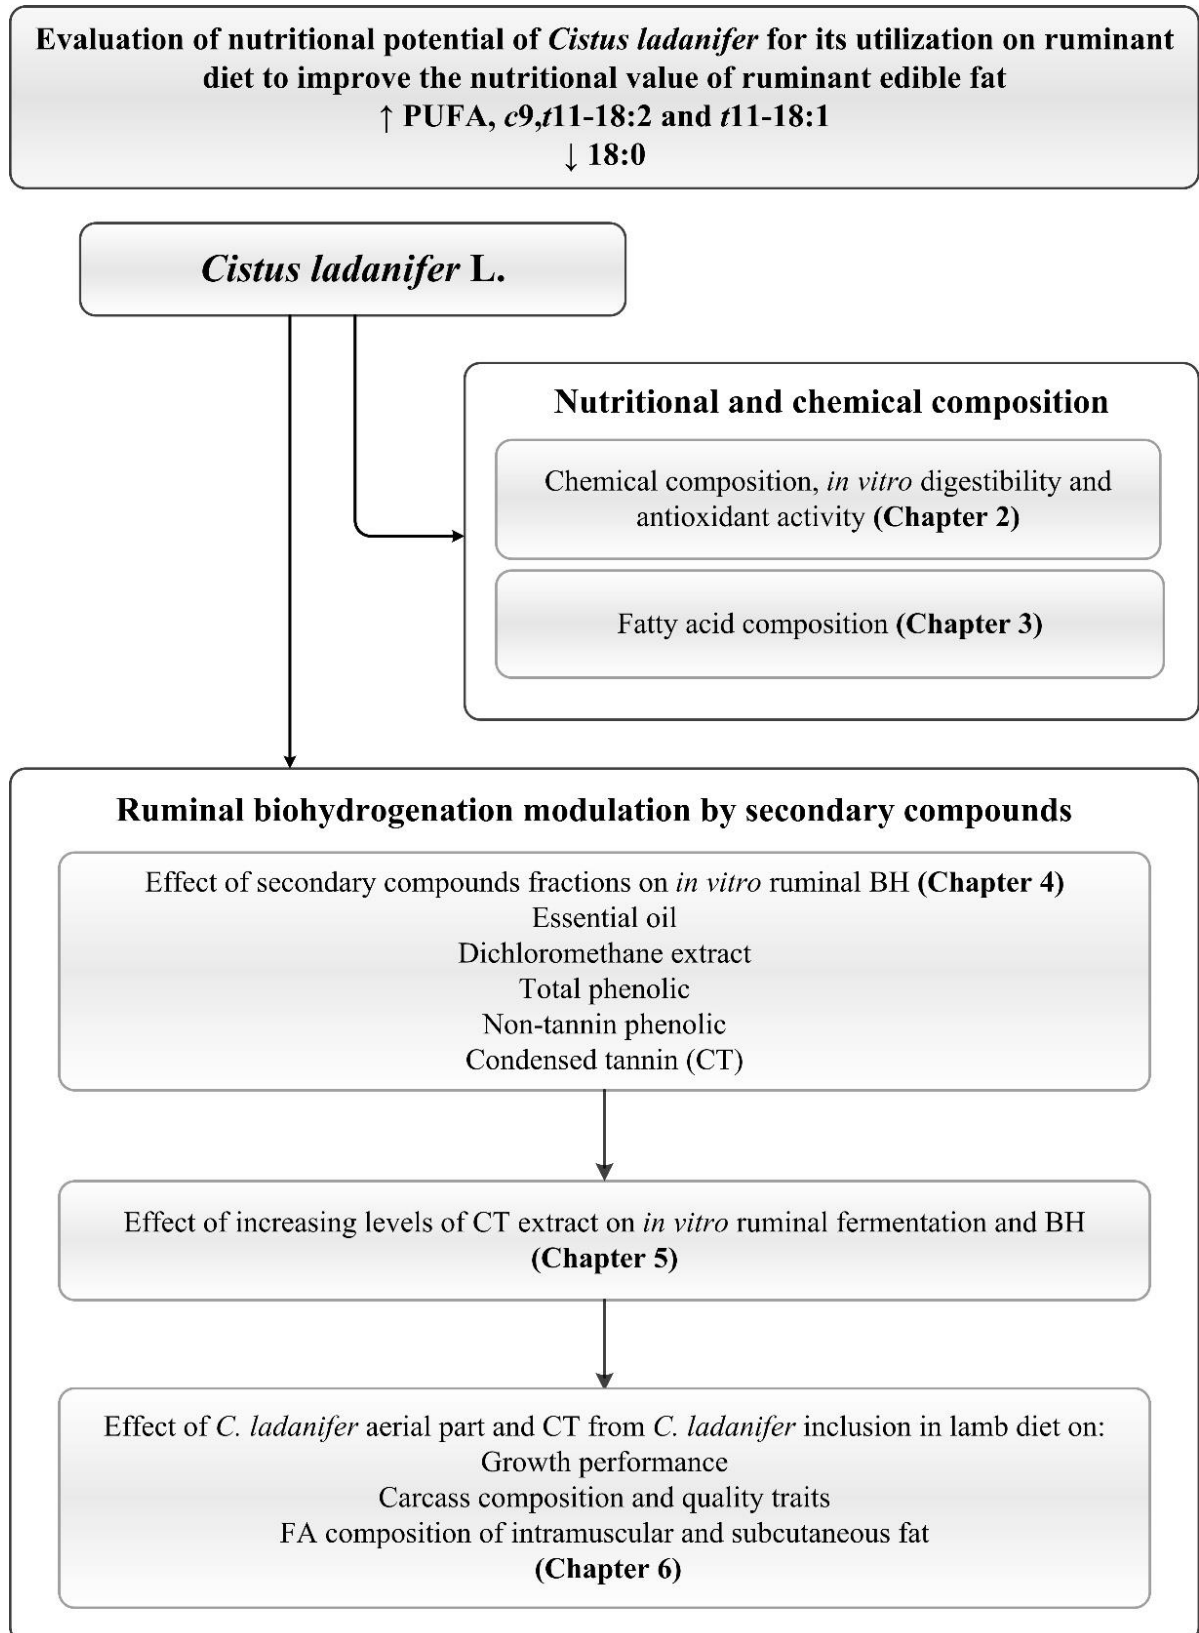 Evaluation of nutritional potential of Cistus ladanifer for its utilization on ruminant
diet to improve the nutritional value of ruminant edible fat
↑ PUFA, c9,t11-18:2 and t11-18:1
↓ 18:0
Cistus ladanifer L.
Nutritional and chemical composition
Chemical composition, in vitro digestibility and
antioxidant activity (Chapter 2)
Fatty acid composition (Chapter 3)
Ruminal biohydrogenation modulation by secondary compounds
Effect of secondary compounds fractions on in vitro ruminal BH (Chapter 4)
Essential oil
Dichloromethane extract
Total phenolic
Non-tannin phenolic
Condensed tannin (CT)
Effect of increasing levels of CT extract on in vitro ruminal fermentation and BH
(Chapter 5)
Effect of C. ladanifer aerial part and CT from C. ladanifer inclusion in lamb diet on:
Growth performance
Carcass composition and quality traits
FA composition of intramuscular and subcutaneous fat
(Chapter 6)